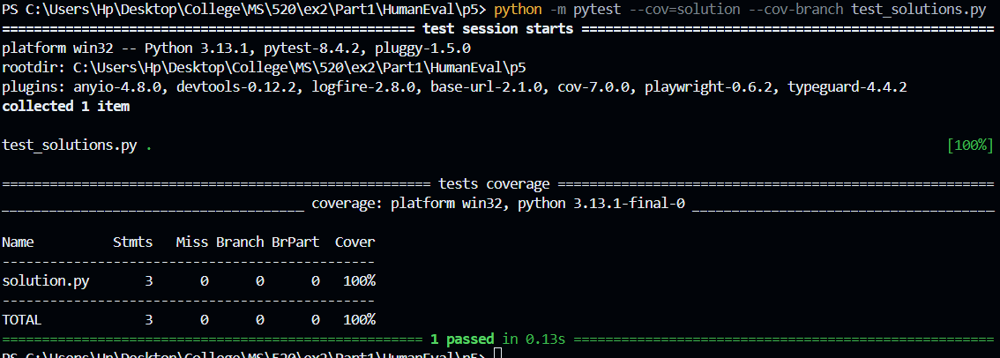 PS C:\Users\Hp\Desktop\College\MS\520\ex2\Part1\HumanEval\p5> python -m pytest --cov=solution --cov-branch test_solutions.py
==================================================== test session starts ====================================================
platform win32 -- Python 3.13.1, pytest-8.4.2, pluggy-1.5.0
rootdir: C:\Users\Hp\Desktop\College\MS\520\ex2\Part1\HumanEval\p5
plugins: anyio-4.8.0, devtools-0.12.2, logfire-2.8.0, base-url-2.1.0, cov-7.0.0, playwright-0.6.2, typeguard-4.4.2
collected 1 item
test_solutions.py . [100%]
====================================================== tests coverage =======================================================
______________________________________ coverage: platform win32, python 3.13.1-final-0 ______________________________________
Name Stmts Miss Branch BrPart Cover
-----------------------------------------------
solution.py 3 0 0 0 100%
-----------------------------------------------
TOTAL 3 0 0 0 100%
===================================================== 1 passed in 0.13s =====================================================
PS C:\Users\Hp\Desktop\College\MS\520\ex2\Part1\HumanEval\p5>